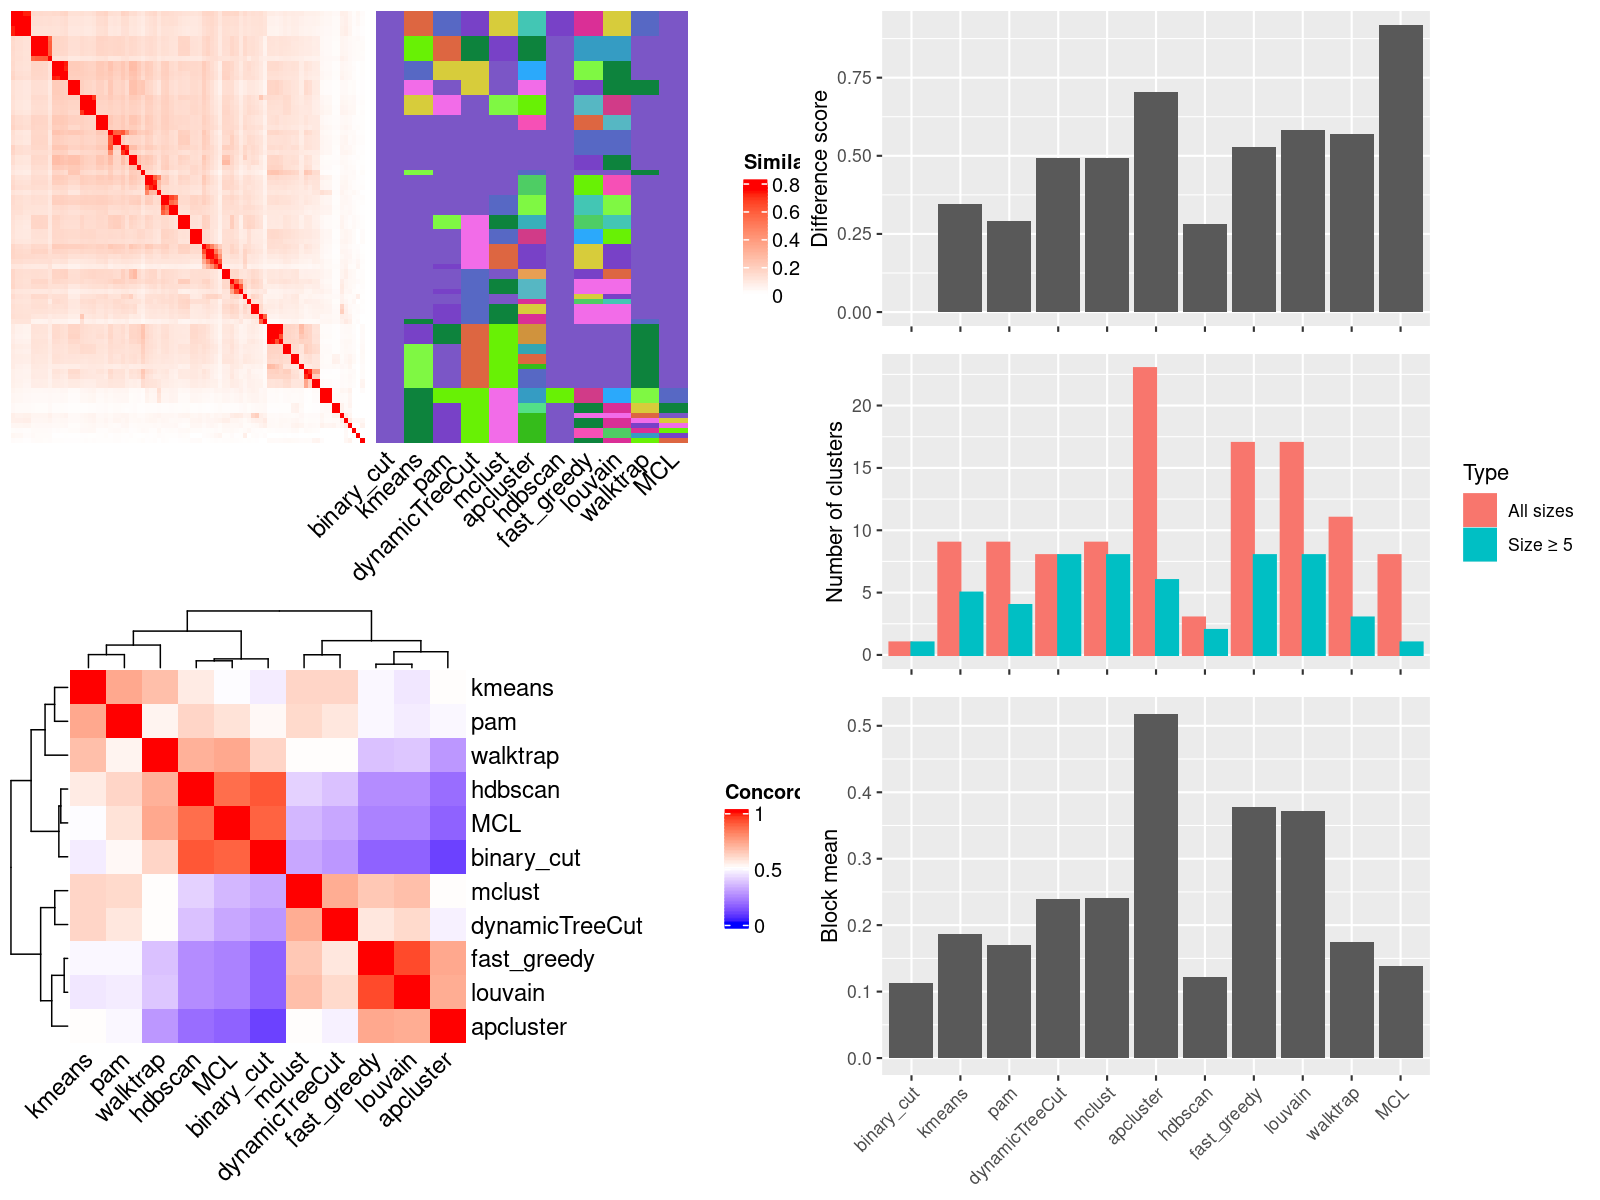 Simila
0.8
0.6
0.4
0.2
0
binary_cut
kmeans
pam
dynamicTreeCut
mclust
apcluster
hdbscan
fast_greedy
louvain
walktrap
MCL
Difference score
0.75
0.50
0.25
0.00
Number of clusters
20
15
10
5
0
Type
All sizes
Size ≥ 5
kmeans
pam
walktrap
hdbscan
MCL
binary_cut
mclust
dynamicTreeCut
fast_greedy
louvain
apcluster
Concord
1
0.5
0
kmeans
pam
walktrap
hdbscan
MCL
binary_cut
mclust
dynamicTreeCut
fast_greedy
louvain
apcluster
Block mean
0.5
0.4
0.3
0.2
0.1
0.0
binary_cut
kmeans
pam
dynamicTreeCut
mclust
apcluster
hdbscan
fast_greedy
louvain
walktrap
MCL